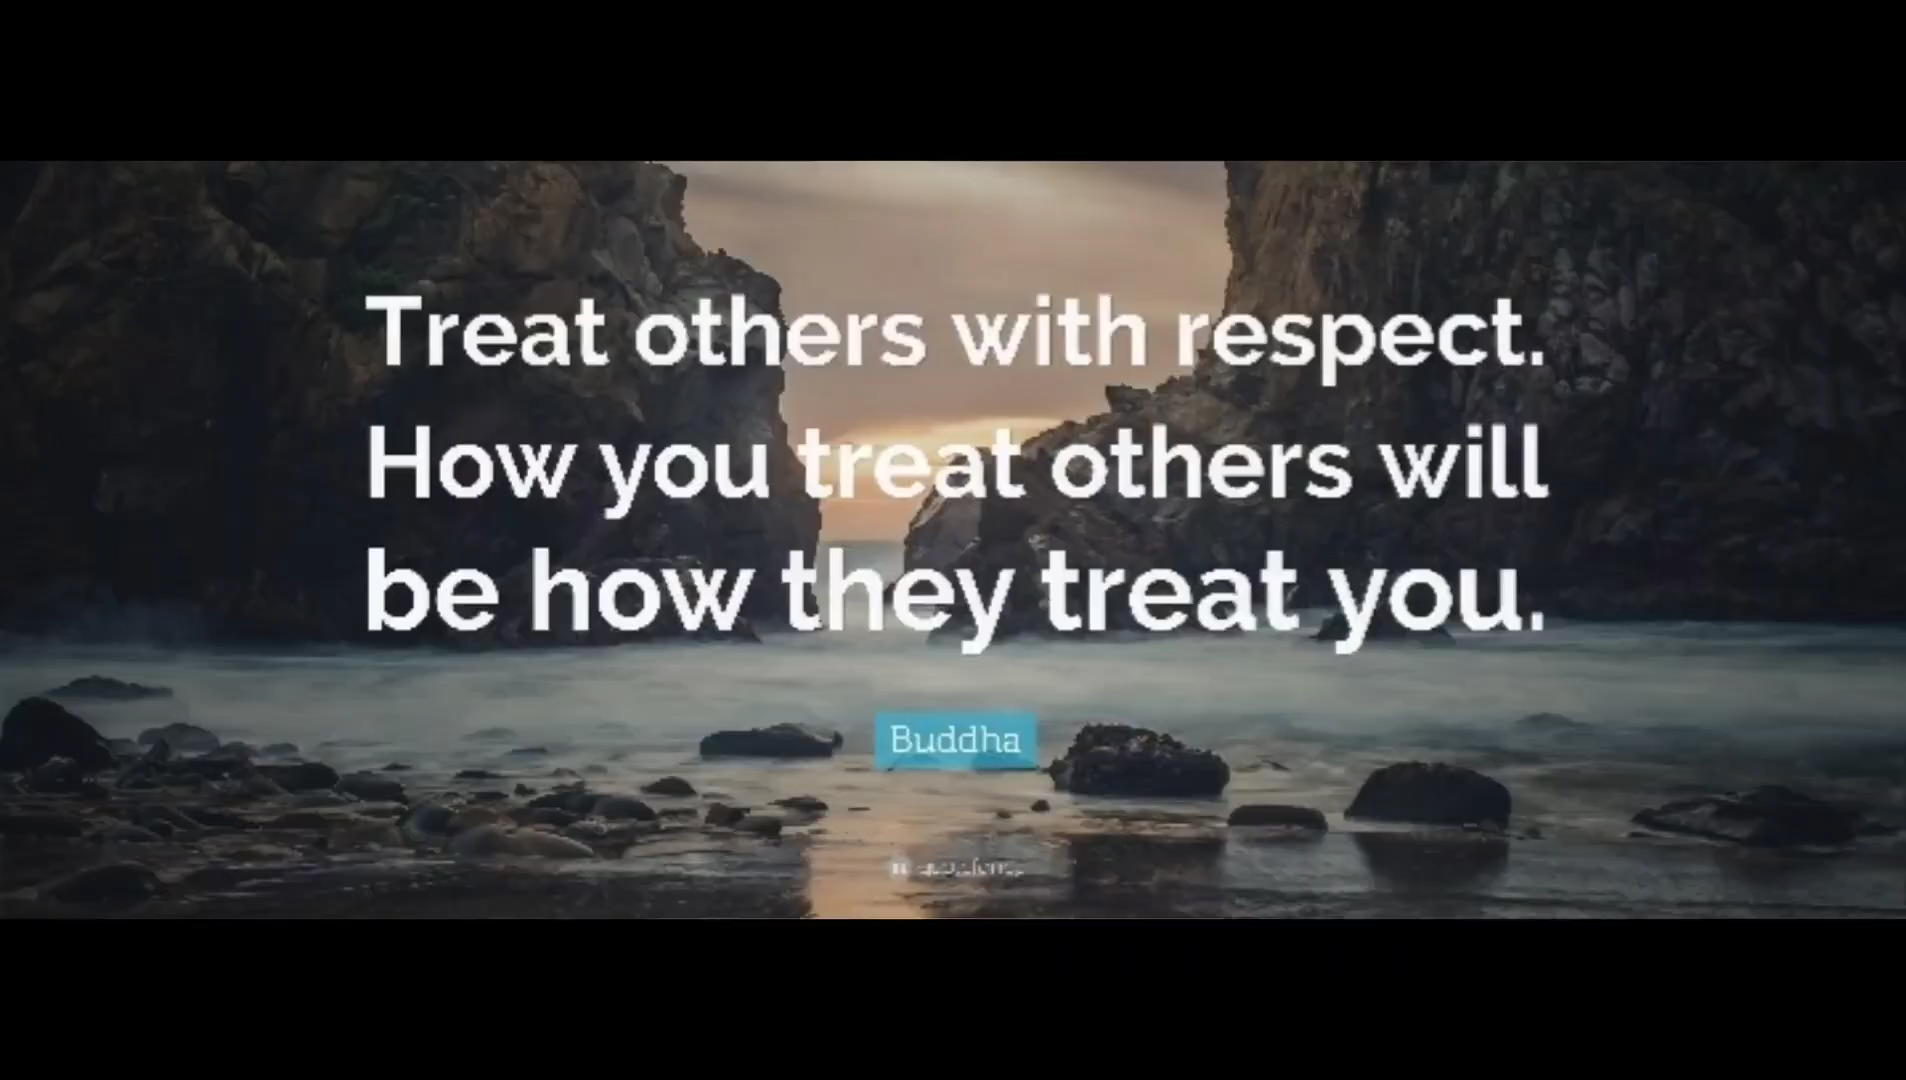 Treat others with respect.
How you treat others will
be how they treat you.
Buddha